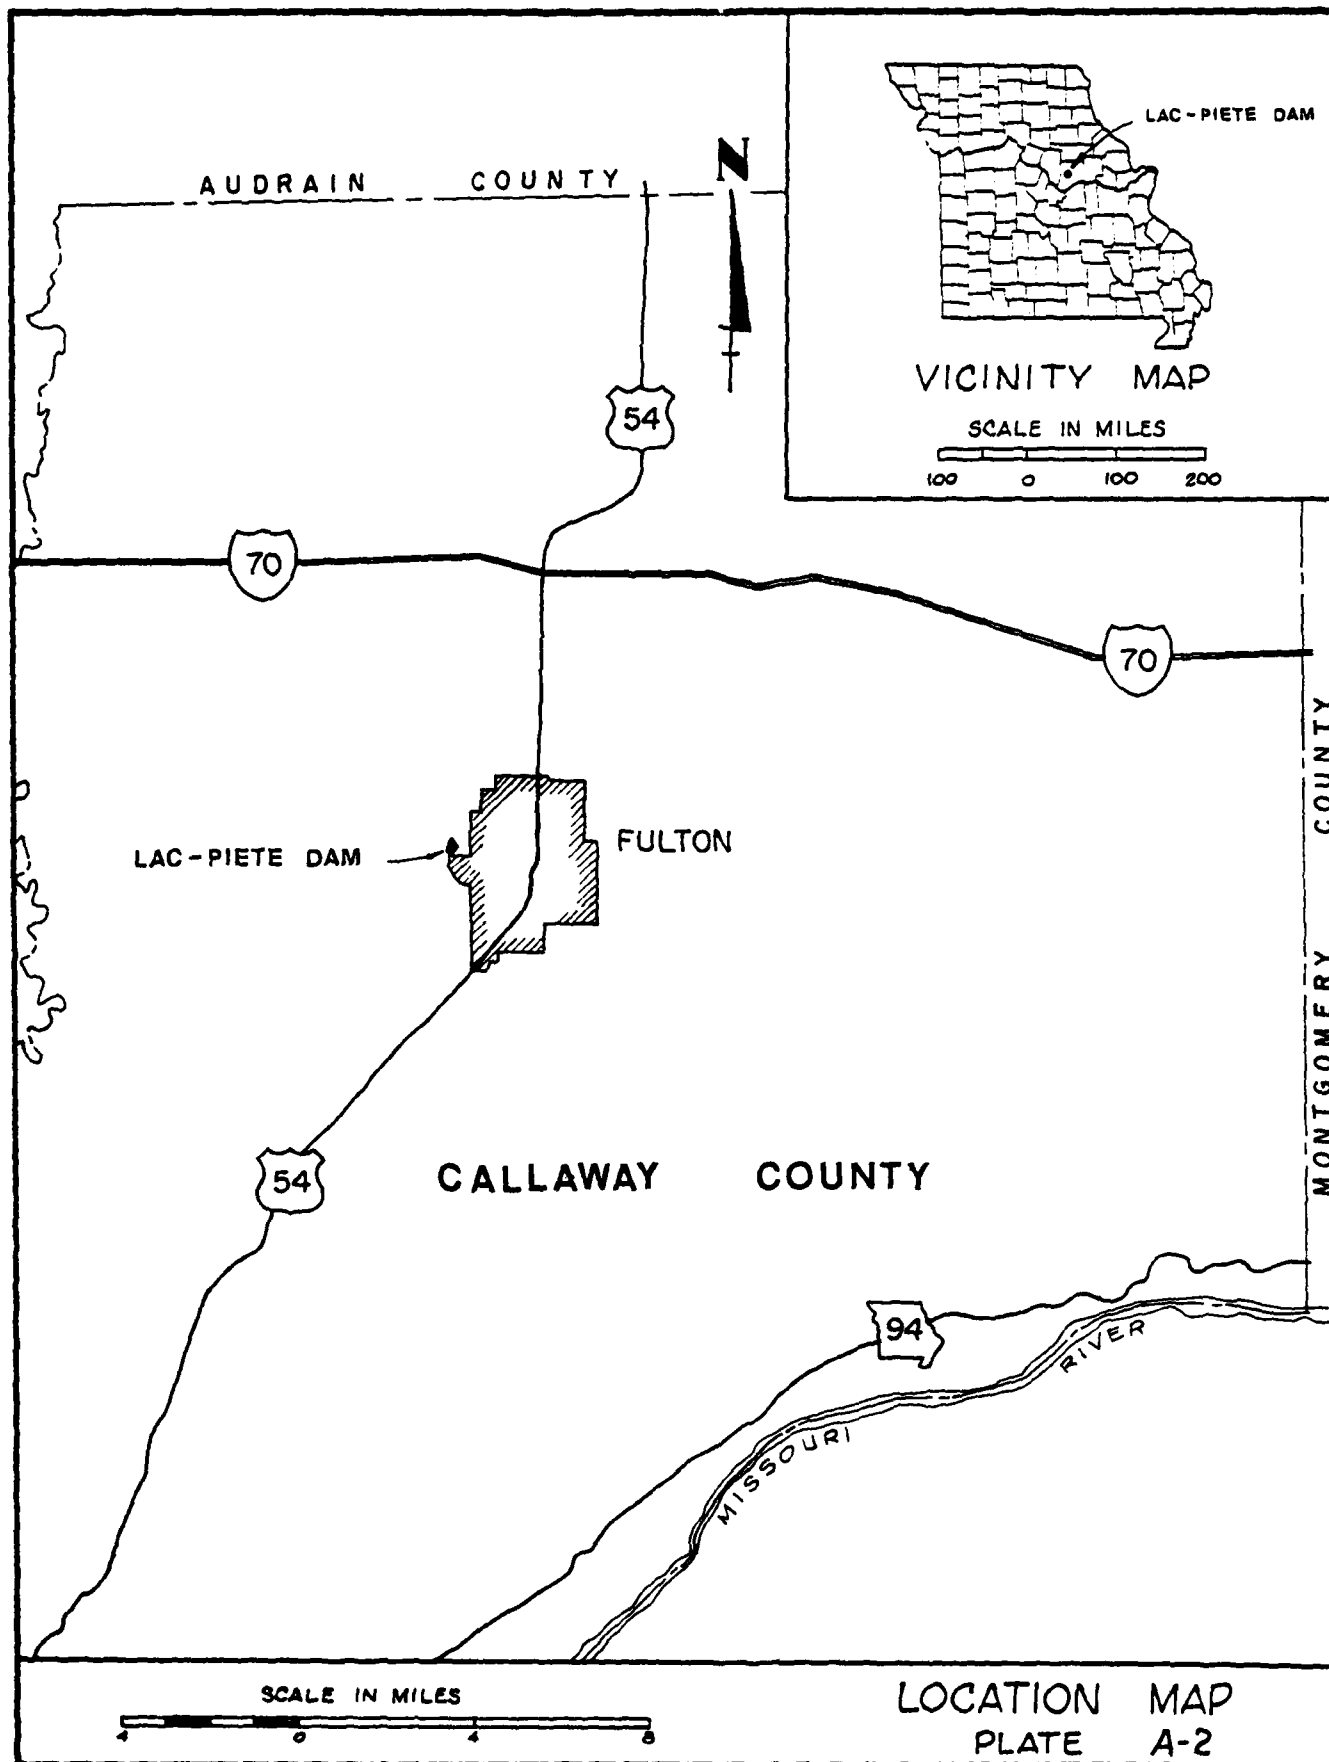 LAC-PIETE DAM
N
AUDRAIN COUNTY
VICINITY MAP
SCALE IN MILES
100 0 100 200
54
70
70
FULTON
LAC-PIETE DAM
MONTGOMERY COUNTY
54
CALLAWAY COUNTY
94
MISSOURI RIVER
SCALE IN MILES
4 0 4 8
LOCATION MAP
PLATE A-2